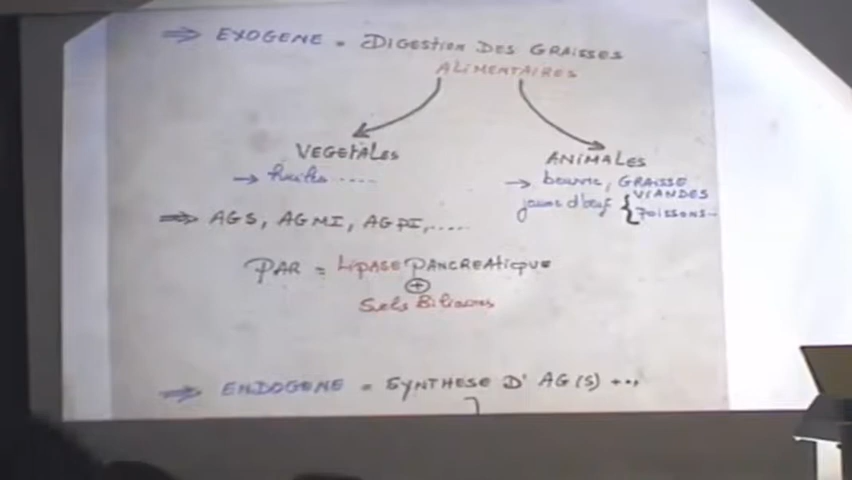 ⇒ EXOGENE = DIGESTION DES GRAISSES
ALIMENTAIRES
VEGETALES
ANIMALES
→ huiles .....
→ beurre, GRAISSE
jaune d'œuf { VIANDES
POISSONS...
⇒ AGS, AGMI, AGPI, .....
PAR = LIPASE PANCREATIQUE
⊕
Sels Biliaires
⇒ ENDOGENE = SYNTHESE D' AG(S) +..